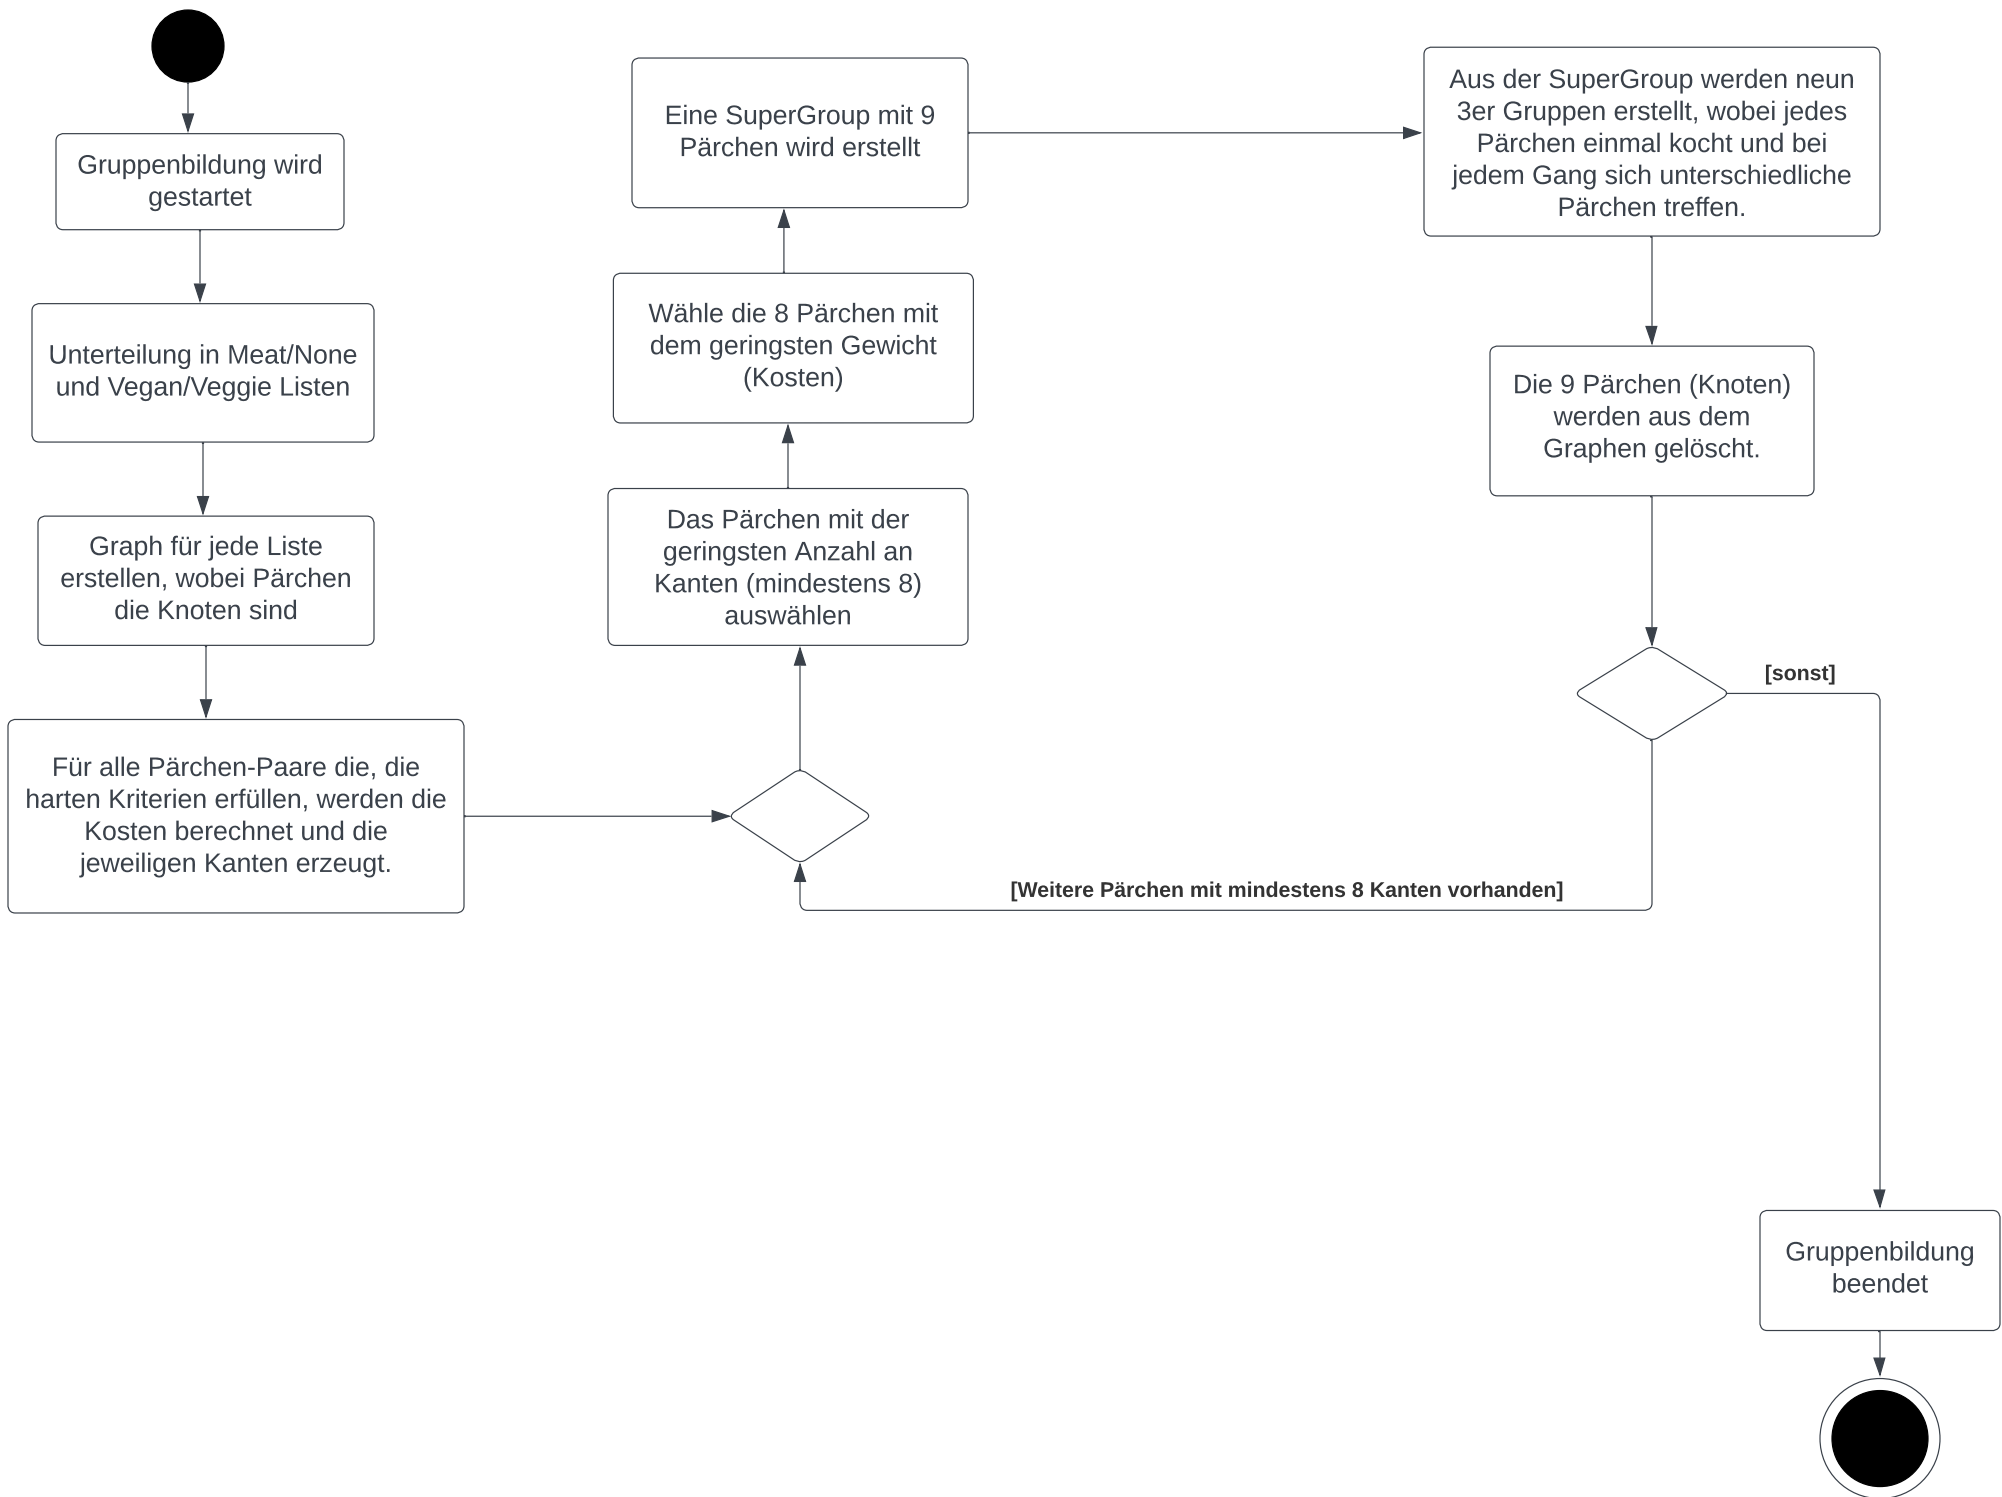 Gruppenbildung wird
gestartet
Unterteilung in Meat/None
und Vegan/Veggie Listen
Graph für jede Liste
erstellen, wobei Pärchen
die Knoten sind
Für alle Pärchen-Paare die, die
harten Kriterien erfüllen, werden die
Kosten berechnet und die
jeweiligen Kanten erzeugt.
Das Pärchen mit der
geringsten Anzahl an
Kanten (mindestens 8)
auswählen
Wähle die 8 Pärchen mit
dem geringsten Gewicht
(Kosten)
Eine SuperGroup mit 9
Pärchen wird erstellt
Aus der SuperGroup werden neun
3er Gruppen erstellt, wobei jedes
Pärchen einmal kocht und bei
jedem Gang sich unterschiedliche
Pärchen treffen.
Die 9 Pärchen (Knoten)
werden aus dem
Graphen gelöscht.
[Weitere Pärchen mit mindestens 8 Kanten vorhanden]
[sonst]
Gruppenbildung
beendet